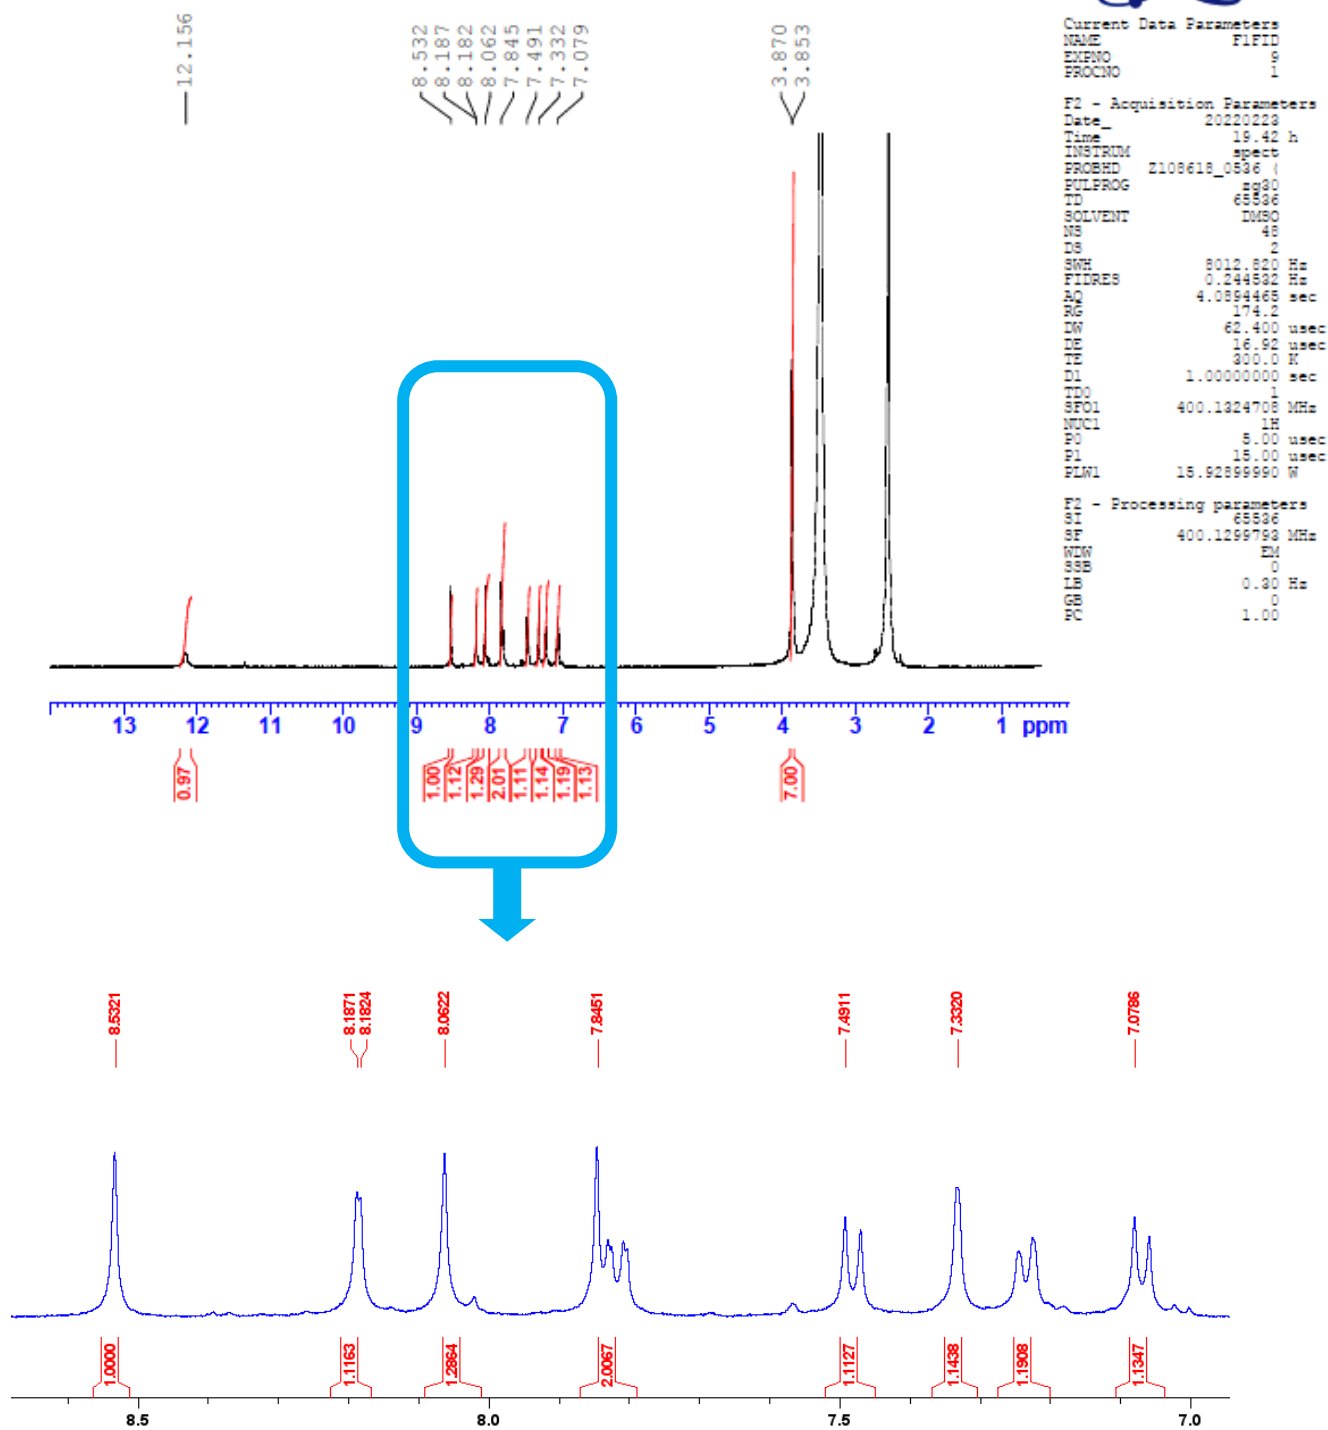 12.156
8.532
8.187
8.182
8.062
7.845
7.491
7.332
7.079
3.870
3.853
Current Data Parameters
NAME F1FID
EXPNO 9
PROCNO 1
F2 - Acquisition Parameters
Date_ 20220223
Time 19.42 h
INSTRUM spect
PROBHD Z108618_0536 (
PULPROG zg30
TD 65536
SOLVENT DMSO
NS 48
DS 2
SWH 8012.820 Hz
FIDRES 0.244532 Hz
AQ 4.0894465 sec
RG 174.2
DW 62.400 usec
DE 16.92 usec
TE 300.0 K
D1 1.00000000 sec
TD0 1
SFO1 400.1324708 MHz
NUC1 1H
P0 5.00 usec
P1 15.00 usec
PLW1 15.92899990 W
F2 - Processing parameters
SI 65536
SF 400.1299793 MHz
WDW EM
SSB 0
LB 0.30 Hz
GB 0
PC 1.00
13 12 11 10 9 8 7 6 5 4 3 2 1 ppm
0.97
1.00
1.12
1.29
2.01
1.11
1.14
1.19
1.13
7.00
8.5321
8.1871
8.1824
8.0622
7.8451
7.4911
7.3320
7.0786
1.0000
1.1163
1.2864
2.0067
1.1127
1.1438
1.1908
1.1347
8.5 8.0 7.5 7.0